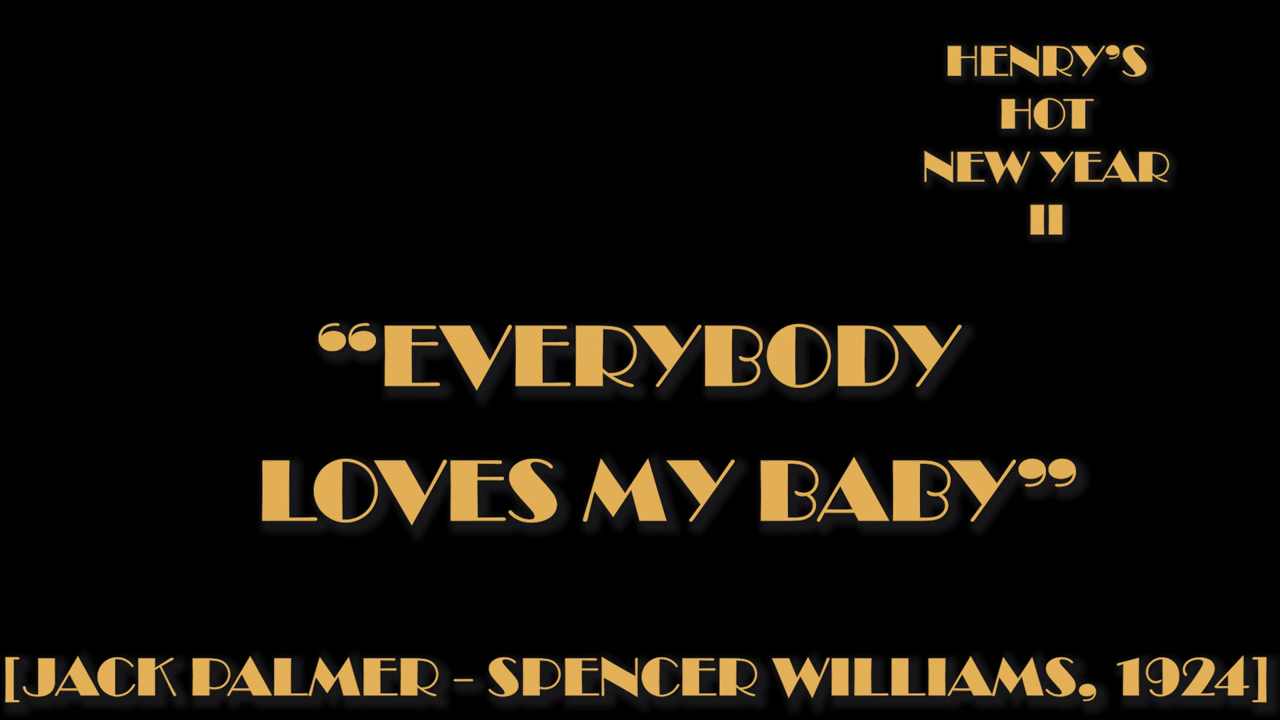 HENRY’S
HOT
NEW YEAR
II
“EVERYBODY
LOVES MY BABY”
[JACK PALMER – SPENCER WILLIAMS, 1924]